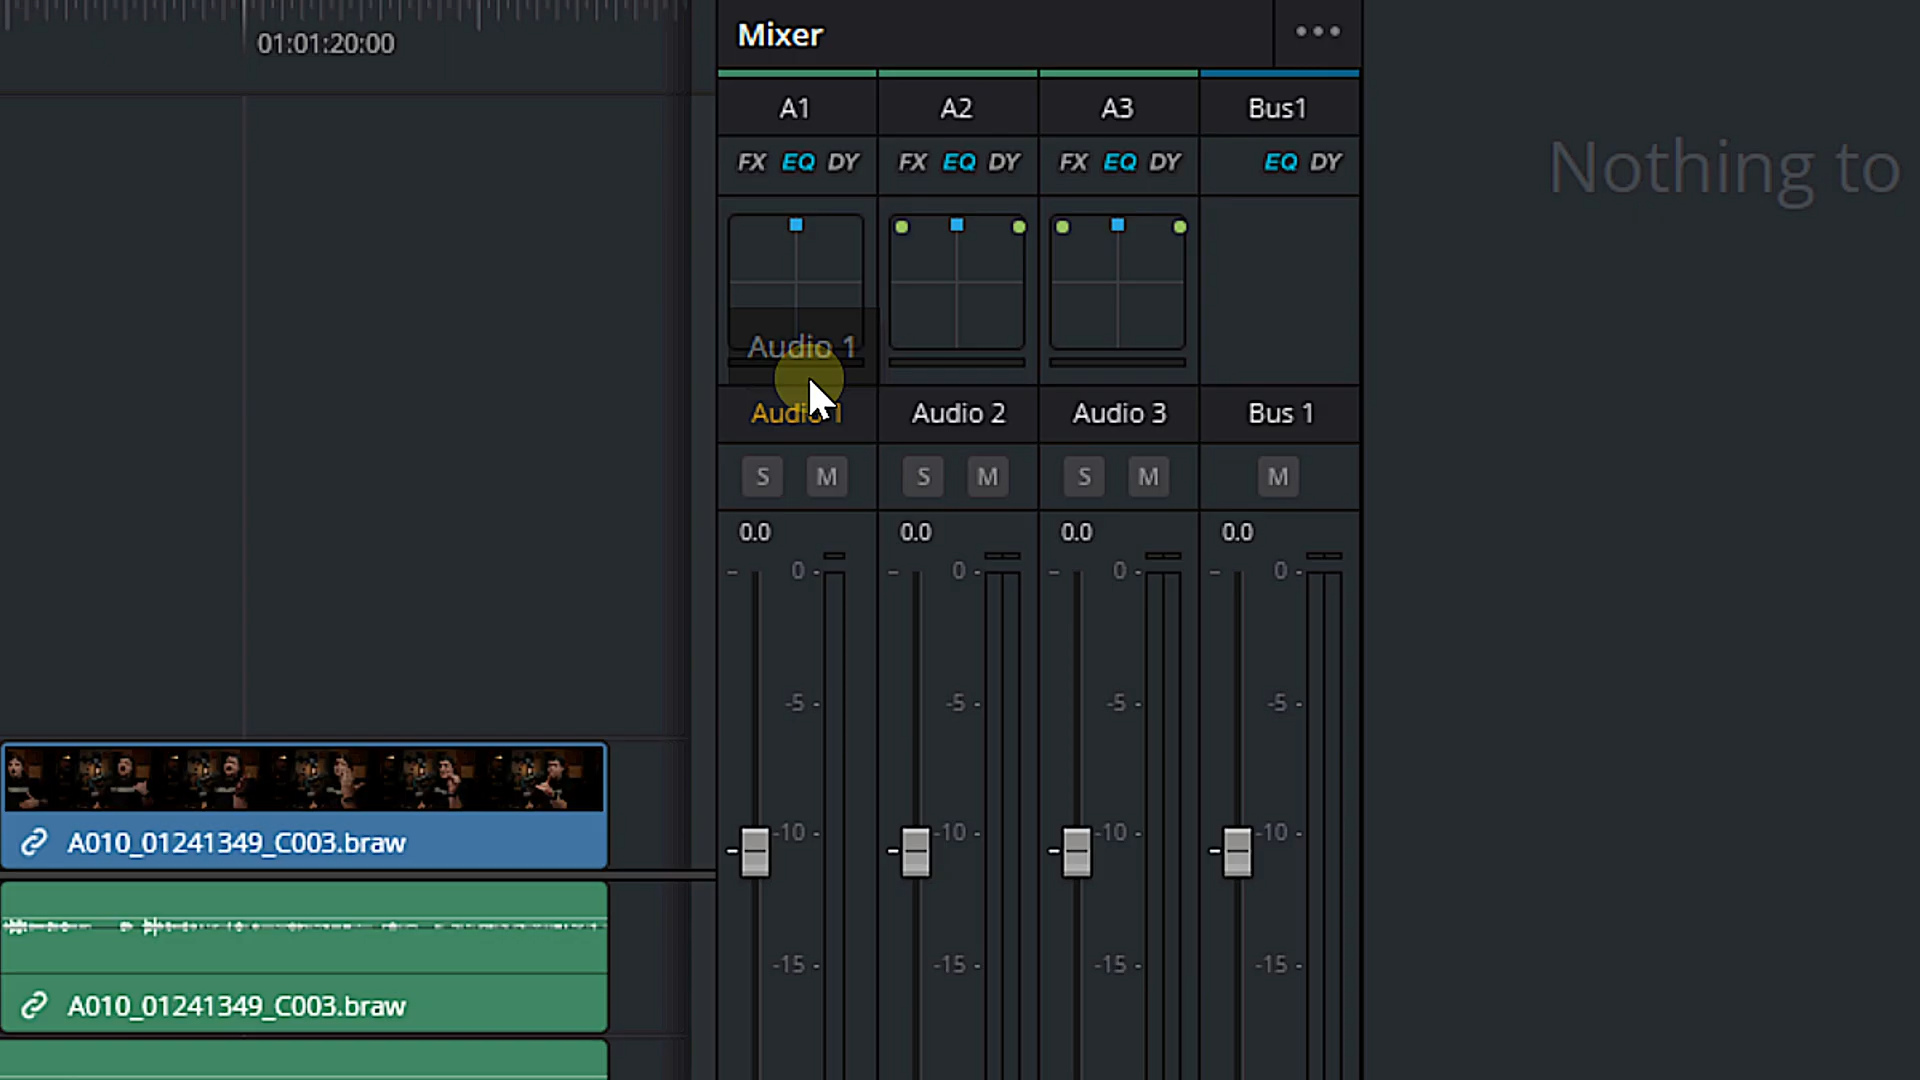 01:01:20:00
Mixer
A1 A2 A3 Bus1
FX EQ DY FX EQ DY FX EQ DY EQ DY
Nothing to
Audio 1
Audio 1 Audio 2 Audio 3 Bus 1
S M S M S M M
0.0 0.0 0.0 0.0
0 0 0 0
-5 -5 -5 -5
-10 -10 -10 -10
-15 -15 -15 -15
A010_01241349_C003.braw
A010_01241349_C003.braw